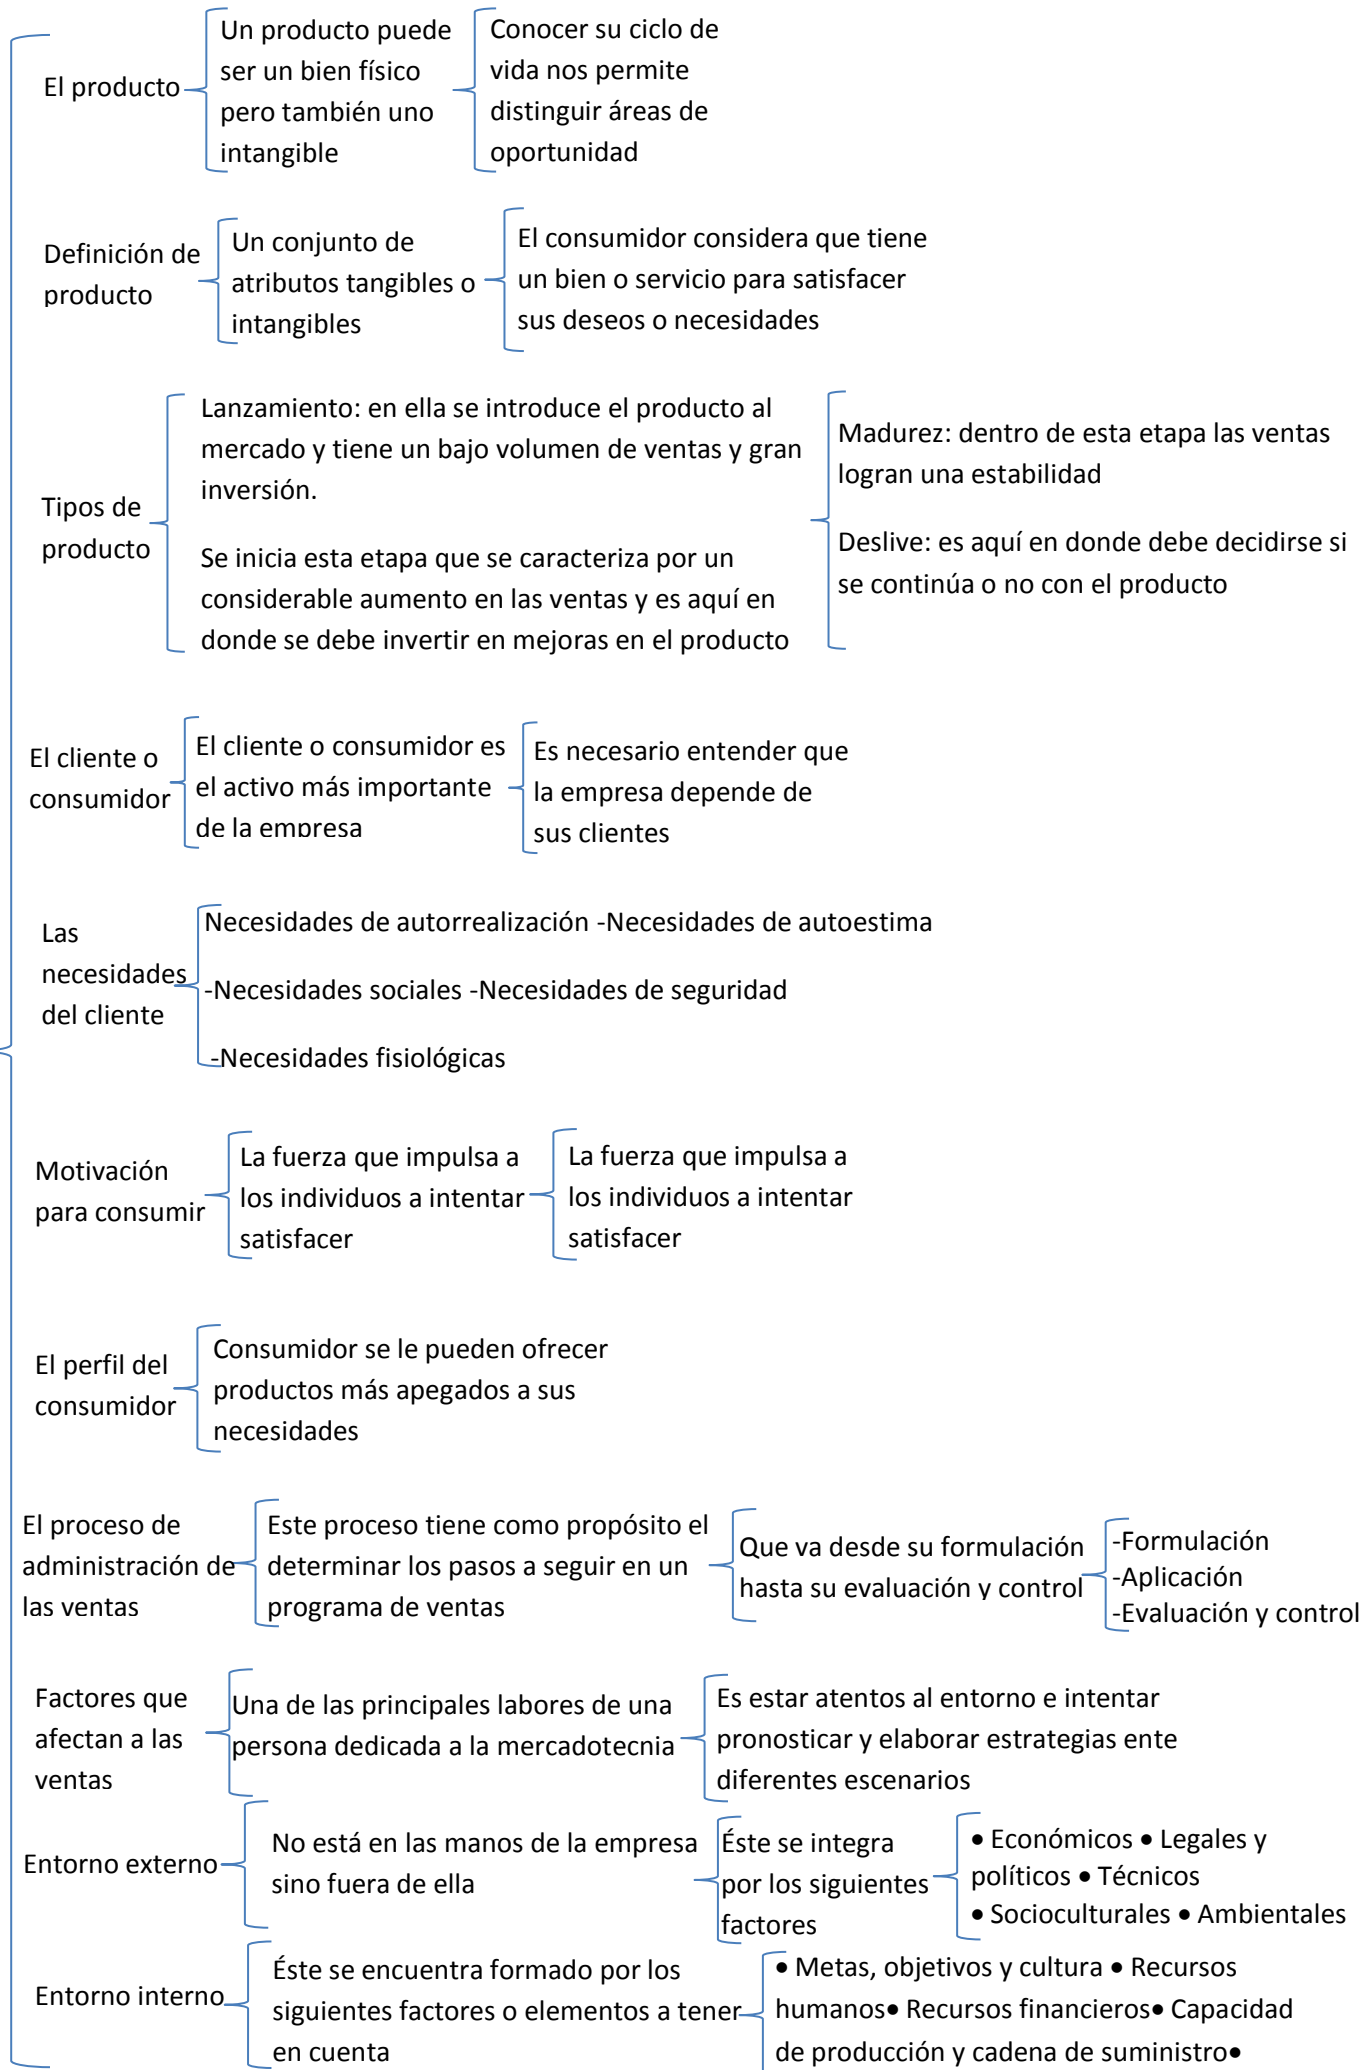 El producto
Un producto puede
ser un bien físico
pero también uno
intangible
Conocer su ciclo de
vida nos permite
distinguir áreas de
oportunidad
Definición de
producto
Un conjunto de
atributos tangibles o
intangibles
El consumidor considera que tiene
un bien o servicio para satisfacer
sus deseos o necesidades
Tipos de
producto
Lanzamiento: en ella se introduce el producto al
mercado y tiene un bajo volumen de ventas y gran
inversión.
Se inicia esta etapa que se caracteriza por un
considerable aumento en las ventas y es aquí en
donde se debe invertir en mejoras en el producto
Madurez: dentro de esta etapa las ventas
logran una estabilidad
Deslive: es aquí en donde debe decidirse si
se continúa o no con el producto
El cliente o
consumidor
El cliente o consumidor es
el activo más importante
de la empresa
Es necesario entender que
la empresa depende de
sus clientes
Las
necesidades
del cliente
Necesidades de autorrealización -Necesidades de autoestima
-Necesidades sociales -Necesidades de seguridad
-Necesidades fisiológicas
Motivación
para consumir
La fuerza que impulsa a
los individuos a intentar
satisfacer
La fuerza que impulsa a
los individuos a intentar
satisfacer
El perfil del
consumidor
Consumidor se le pueden ofrecer
productos más apegados a sus
necesidades
El proceso de
administración de
las ventas
Este proceso tiene como propósito el
determinar los pasos a seguir en un
programa de ventas
Que va desde su formulación
hasta su evaluación y control
-Formulación
-Aplicación
-Evaluación y control
Factores que
afectan a las
ventas
Una de las principales labores de una
persona dedicada a la mercadotecnia
Es estar atentos al entorno e intentar
pronosticar y elaborar estrategias ente
diferentes escenarios
Entorno externo
No está en las manos de la empresa
sino fuera de ella
Éste se integra
por los siguientes
factores
• Económicos • Legales y
políticos • Técnicos
• Socioculturales • Ambientales
Entorno interno
Éste se encuentra formado por los
siguientes factores o elementos a tener
en cuenta
• Metas, objetivos y cultura • Recursos
humanos• Recursos financieros• Capacidad
de producción y cadena de suministro•